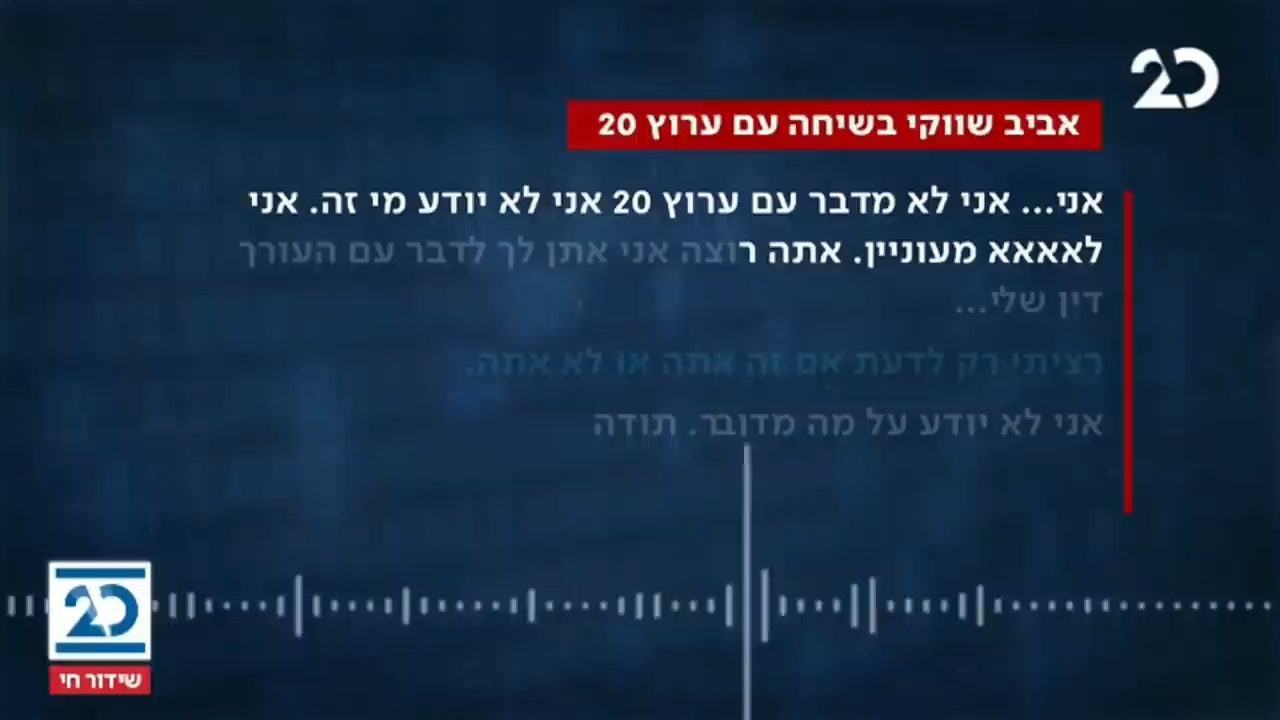 20
אביב שווקי בשיחה עם ערוץ 20
אני... אני לא מדבר עם ערוץ 20 אני לא יודע מי זה. אני
לאאאא מעוניין. אתה רוצה אני אתן לך לדבר עם העורך
דין שלי...
רציתי רק לדעת אם זה אתה או לא אתה.
אני לא יודע על מה מדובר. תודה
20
שידור חי